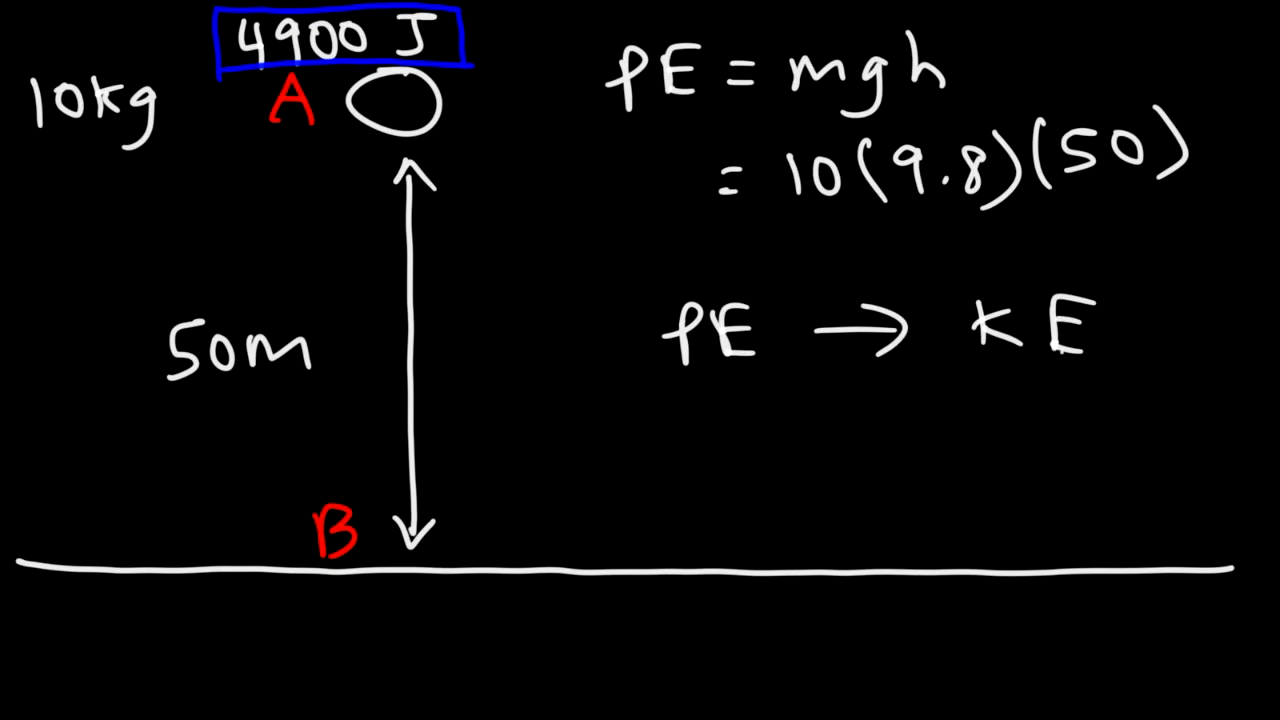 4900 J
10kg
A
PE = mgh
= 10(9.8)(50)
50m
PE → KE
B